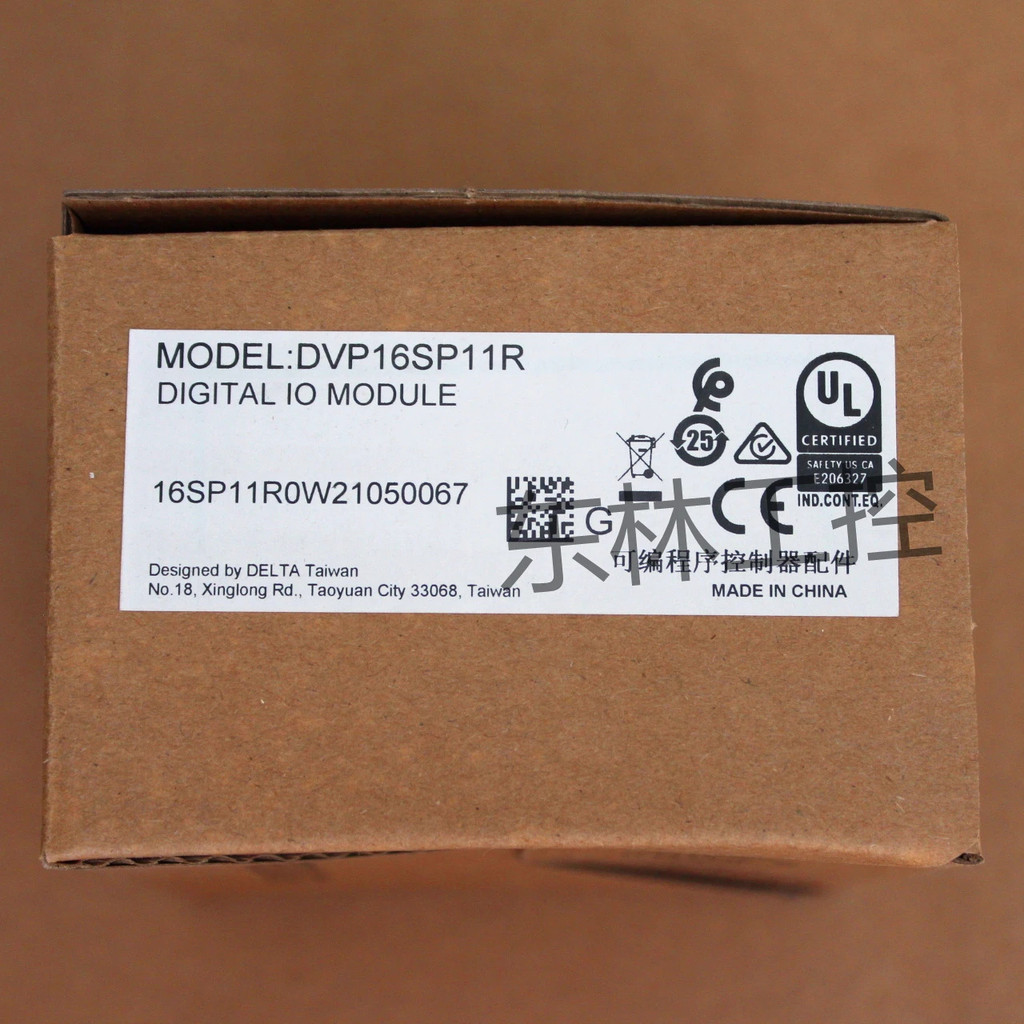 MODEL:DVP16SP11R
DIGITAL IO MODULE
25
UL
CERTIFIED
SAFETY US CA
E206327
IND.CONT.EQ.
16SP11R0W21050067
G
CE
东林工控
可编程序控制器配件
Designed by DELTA Taiwan
No.18, Xinglong Rd., Taoyuan City 33068, Taiwan
MADE IN CHINA